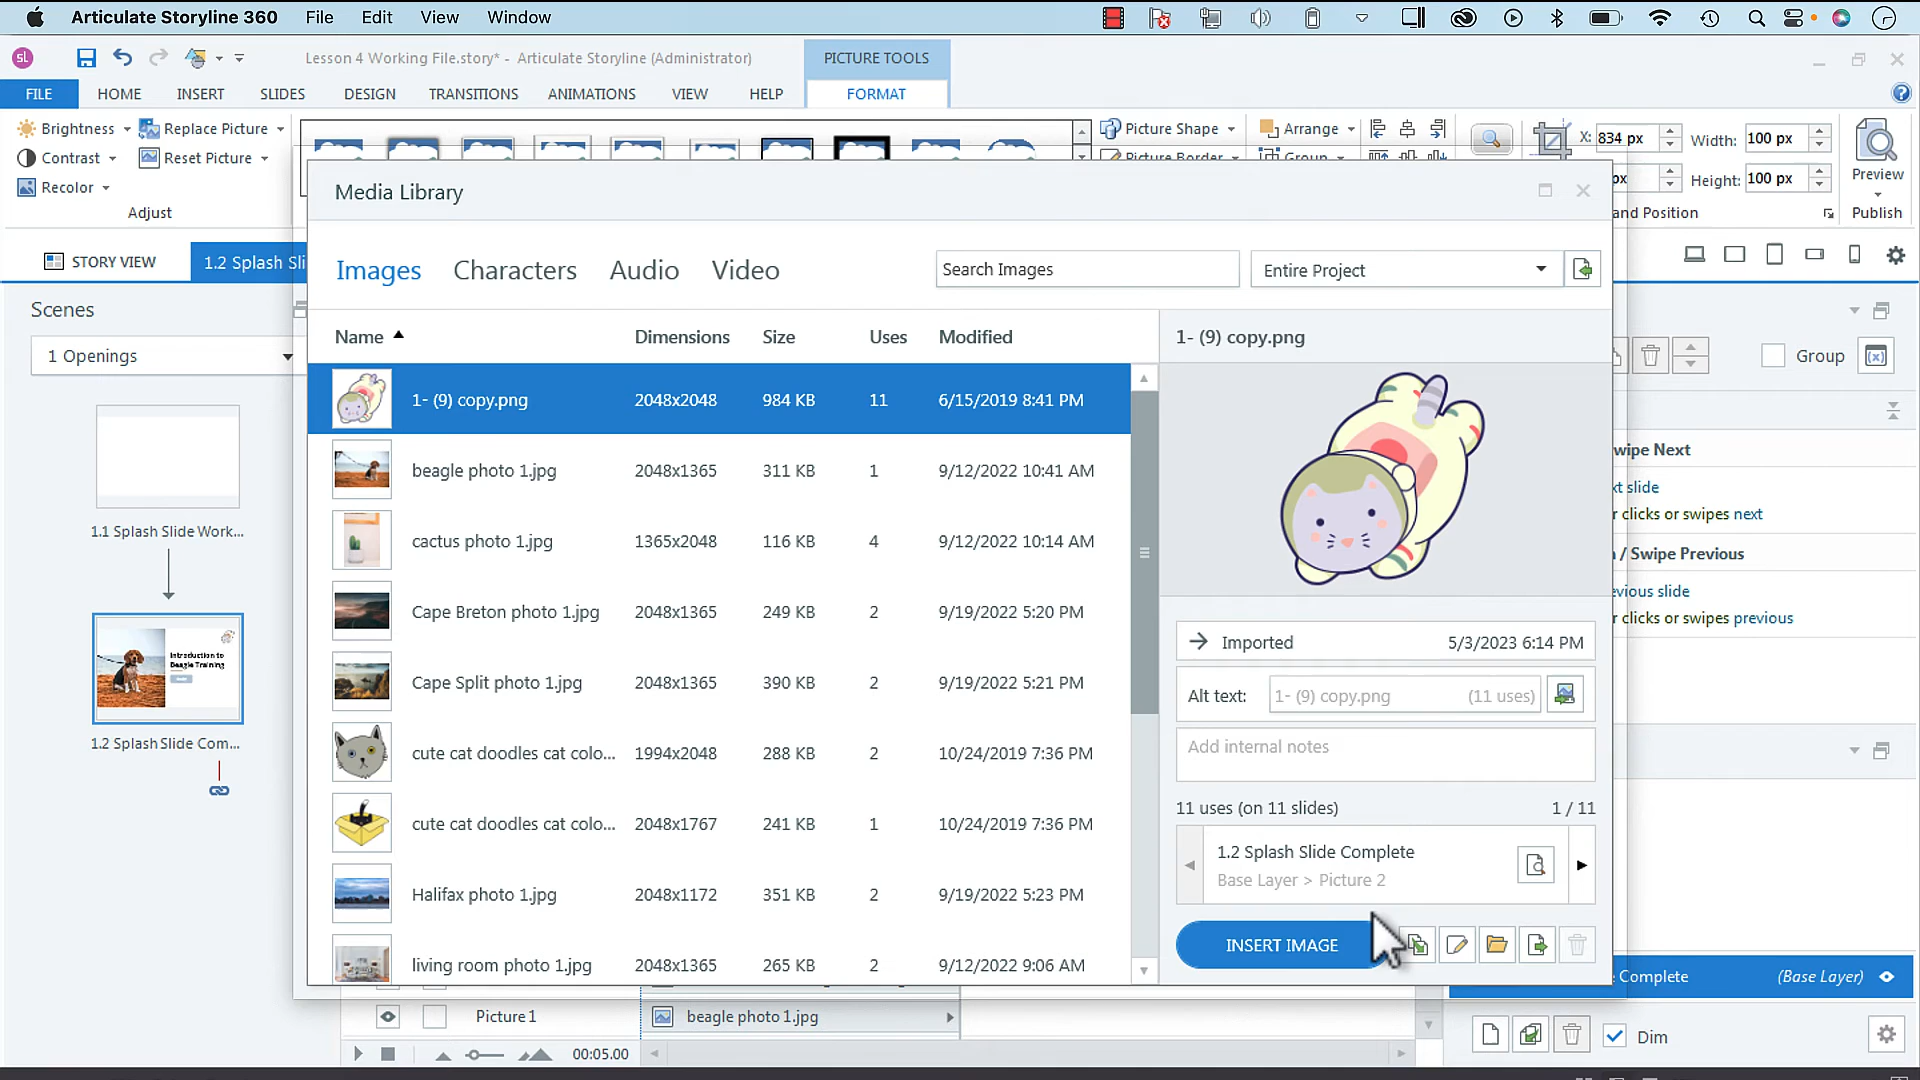 Articulate Storyline 360 File Edit View Window
Lesson 4 Working File.story* - Articulate Storyline (Administrator)
PICTURE TOOLS
FILE HOME INSERT SLIDES DESIGN TRANSITIONS ANIMATIONS VIEW HELP FORMAT
Brightness Replace Picture Picture Shape Arrange X: 834 px Width: 100 px
Contrast Reset Picture Picture Border Group px Height: 100 px
Recolor
Preview
Adjust and Position Publish
Media Library
STORY VIEW 1.2 Splash Sli
Images Characters Audio Video Search Images Entire Project
Scenes
1 Openings
Name Dimensions Size Uses Modified
1- (9) copy.png 2048x2048 984 KB 11 6/15/2019 8:41 PM
beagle photo 1.jpg 2048x1365 311 KB 1 9/12/2022 10:41 AM
cactus photo 1.jpg 1365x2048 116 KB 4 9/12/2022 10:14 AM
Cape Breton photo 1.jpg 2048x1365 249 KB 2 9/19/2022 5:20 PM
Cape Split photo 1.jpg 2048x1365 390 KB 2 9/19/2022 5:21 PM
cute cat doodles cat colo... 1994x2048 288 KB 2 10/24/2019 7:36 PM
cute cat doodles cat colo... 2048x1767 241 KB 1 10/24/2019 7:36 PM
Halifax photo 1.jpg 2048x1172 351 KB 2 9/19/2022 5:23 PM
living room photo 1.jpg 2048x1365 265 KB 2 9/12/2022 9:06 AM
1- (9) copy.png
Imported 5/3/2023 6:14 PM
Alt text: 1- (9) copy.png (11 uses)
Add internal notes
11 uses (on 11 slides) 1 / 11
1.2 Splash Slide Complete
Base Layer > Picture 2
INSERT IMAGE
1.1 Splash Slide Work...
Introduction to
Beagle Training
1.2 Splash Slide Com...
Group
wipe Next
xt slide
r clicks or swipes next
/ Swipe Previous
evious slide
r clicks or swipes previous
Complete (Base Layer)
Dim
Picture 1 beagle photo 1.jpg
00:05.00